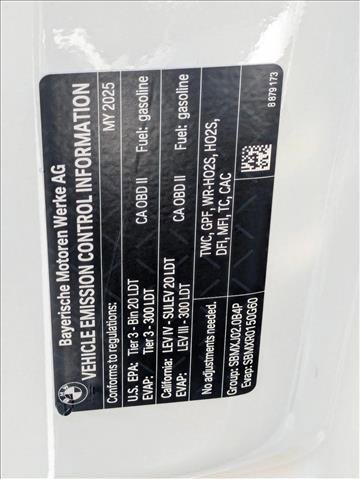 Bayerische Motoren Werke AG
VEHICLE EMISSION CONTROL INFORMATION
Conforms to regulations: MY 2025
U.S. EPA: Tier 3 - Bin 20 LDT CA OBD II Fuel: gasoline
EVAP: Tier 3 - 300 LDT
California: LEV IV - SULEV 20 LDT CA OBD II Fuel: gasoline
EVAP: LEV III - 300 LDT
No adjustments needed. TWC, GPF, WR-HO2S, HO2S,
DFI, MFI, TC, CAC
Group: SBMXJ02.0B4P
Evap: SBMXR0150G60
8 879 173